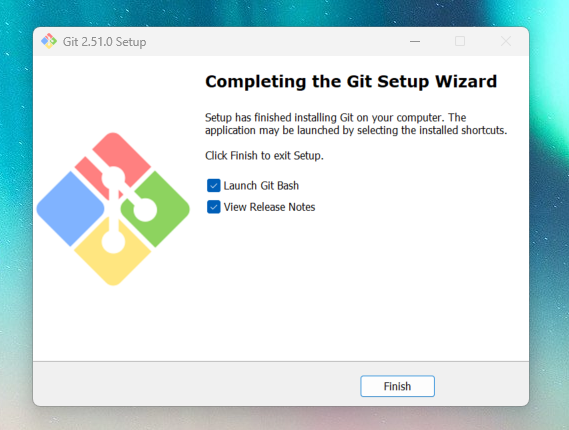 Git 2.51.0 Setup
Completing the Git Setup Wizard
Setup has finished installing Git on your computer. The
application may be launched by selecting the installed shortcuts.
Click Finish to exit Setup.
Launch Git Bash
View Release Notes
Finish